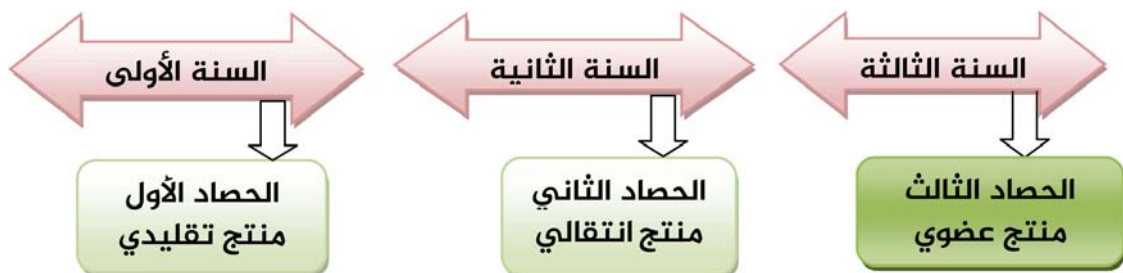 السنة الأولى
الحصاد الأول
منتج تقليدي
السنة الثانية
الحصاد الثاني
منتج انتقالي
السنة الثالثة
الحصاد الثالث
منتج عضوي